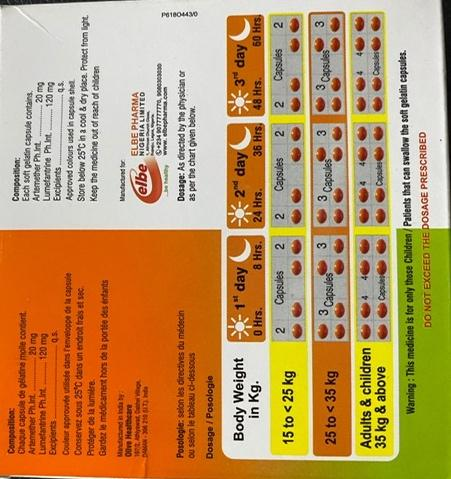 Composition:
Chaque capsule de gélatine molle contient.
Artemether Ph.Int. ............ 20 mg
Lumefantrine Ph.Int. ............ 120 mg
Excipients q.s.
Couleur approuvée utilisée dans l'enveloppe de la capsule
Conservez sous 25°C dans un endroit frais et sec.
Protéger de la lumière.
Gardez le médicament hors de la portée des enfants
Manufactured in India by :
Olive Healthcare
Posologie: selon les directives du médecin
ou selon le tableau ci-dessous
Composition:
Each soft gelatin capsule contains.
Artemether Ph.Int. ............ 20 mg
Lumefantrine Ph.Int. ............ 120 mg
Excipients q.s.
Approved colours used in capsule shell.
Store below 25°C in a cool & dry place. Protect from light.
Keep the medicine out of reach of children
Manufactured for:
elbe
ELBE PHARMA
NIGERIA LIMITED
www.elbepharma.com
Dosage: As directed by the physician or
as per the chart given below.
P618O443/0
Dosage / Posologie
Body Weight
in Kg.
1st day
0 Hrs. 8 Hrs.
2nd day
24 Hrs. 36 Hrs.
3rd day
48 Hrs. 60 Hrs.
15 to < 25 kg
2 Capsules 2
2 Capsules 2
2 Capsules 2
25 to < 35 kg
3 Capsules 3
3 Capsules 3
3 Capsules 3
Adults & children
35 kg & above
4 Capsules 4
4 Capsules 4
4 Capsules 4
Warning : This medicine is for only those Children / Patients that can swallow the soft gelatin capsules.
DO NOT EXCEED THE DOSAGE PRESCRIBED